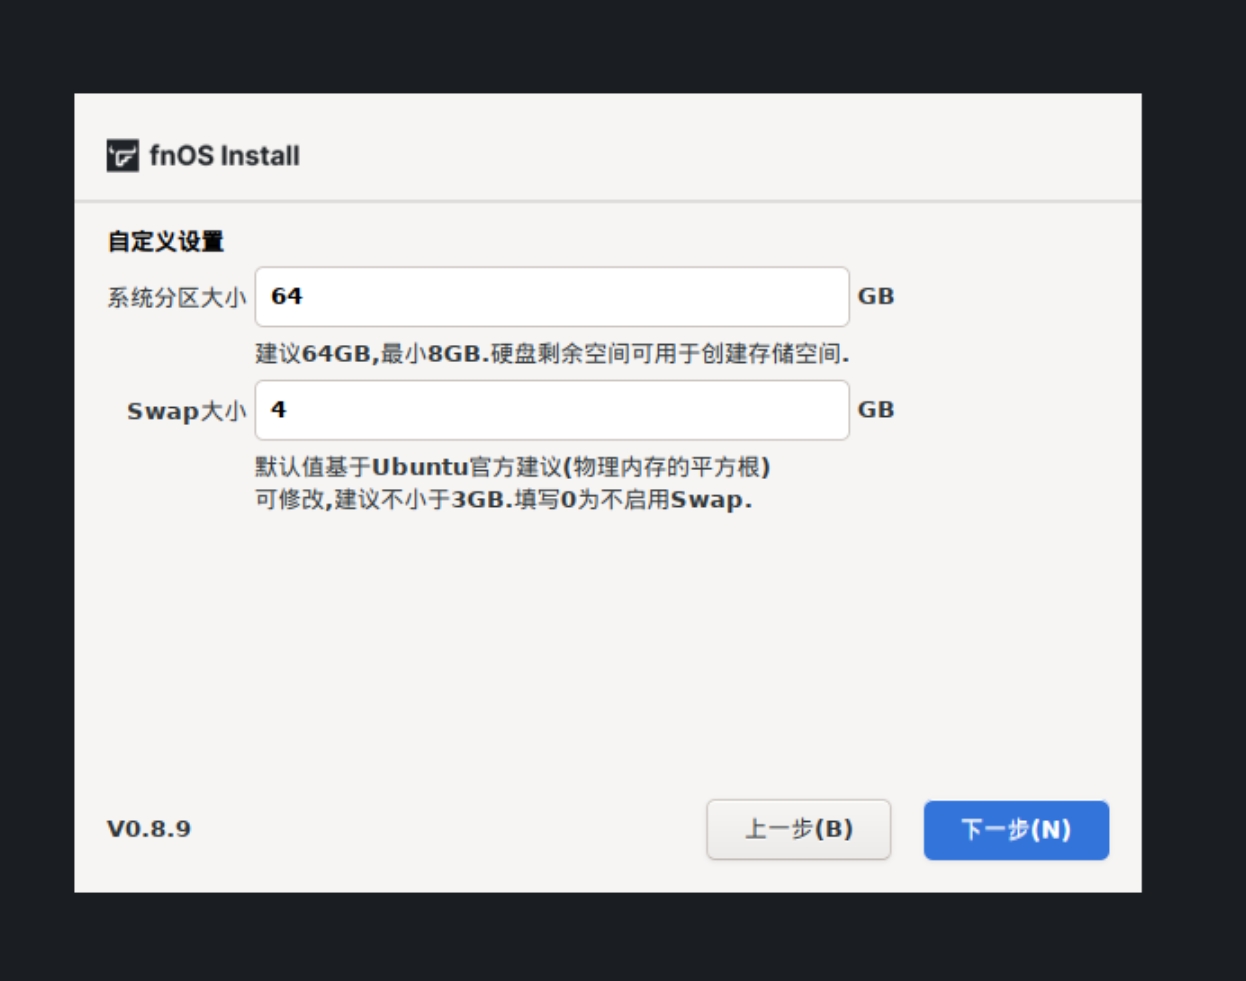 fnOS Install
自定义设置
系统分区大小 64 GB
建议64GB,最小8GB.硬盘剩余空间可用于创建存储空间.
Swap大小 4 GB
默认值基于Ubuntu官方建议(物理内存的平方根)
可修改,建议不小于3GB.填写0为不启用Swap.
V0.8.9 上一步(B) 下一步(N)